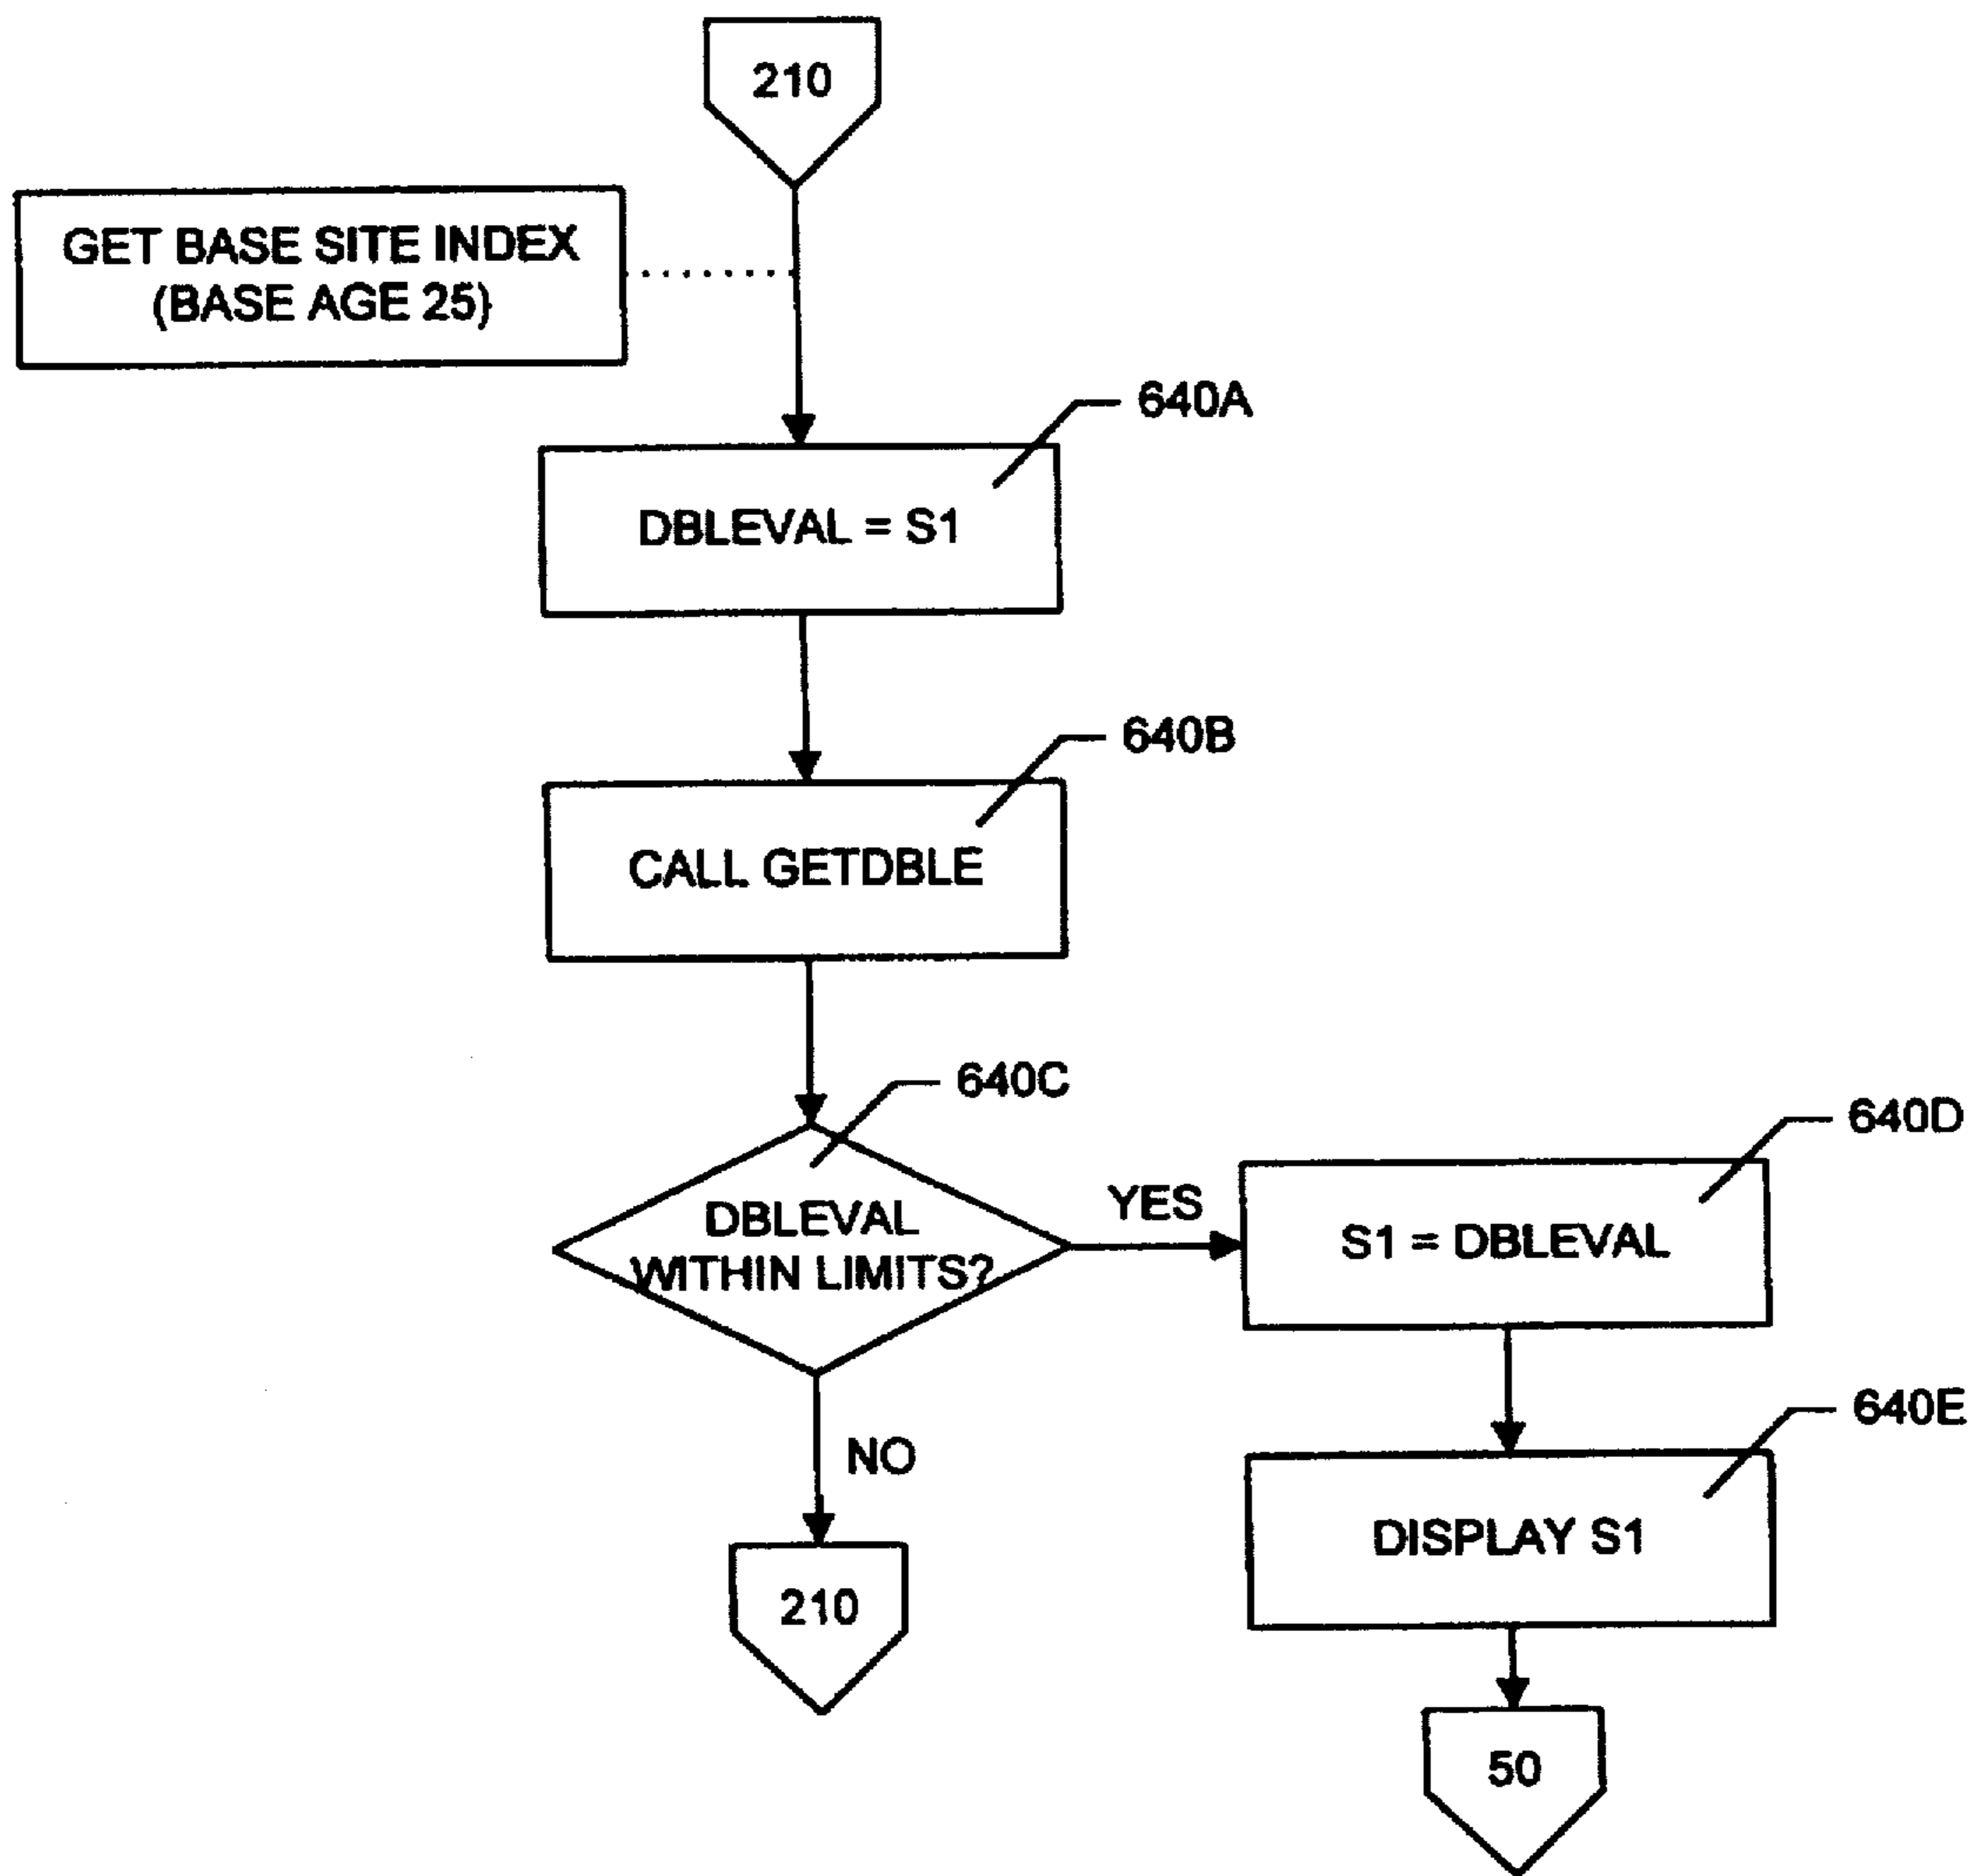 210
GET BASE SITE INDEX
(BASE AGE 25)
640A
DBLEVAL = S1
640B
CALL GETDBLE
640C
DBLEVAL
WITHIN LIMITS?
YES
640D
S1 = DBLEVAL
NO
640E
DISPLAY S1
210
50